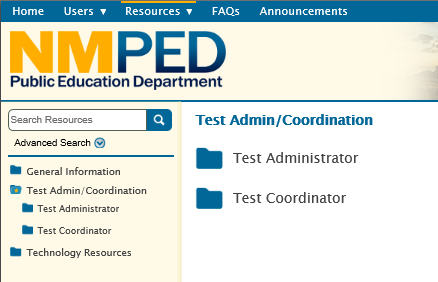 Home Users ▼ Resources ▼ FAQs Announcements
NMPED
Public Education Department
Search Resources
Advanced Search
General Information
Test Admin/Coordination
Test Administrator
Test Coordinator
Technology Resources
Test Admin/Coordination
Test Administrator
Test Coordinator